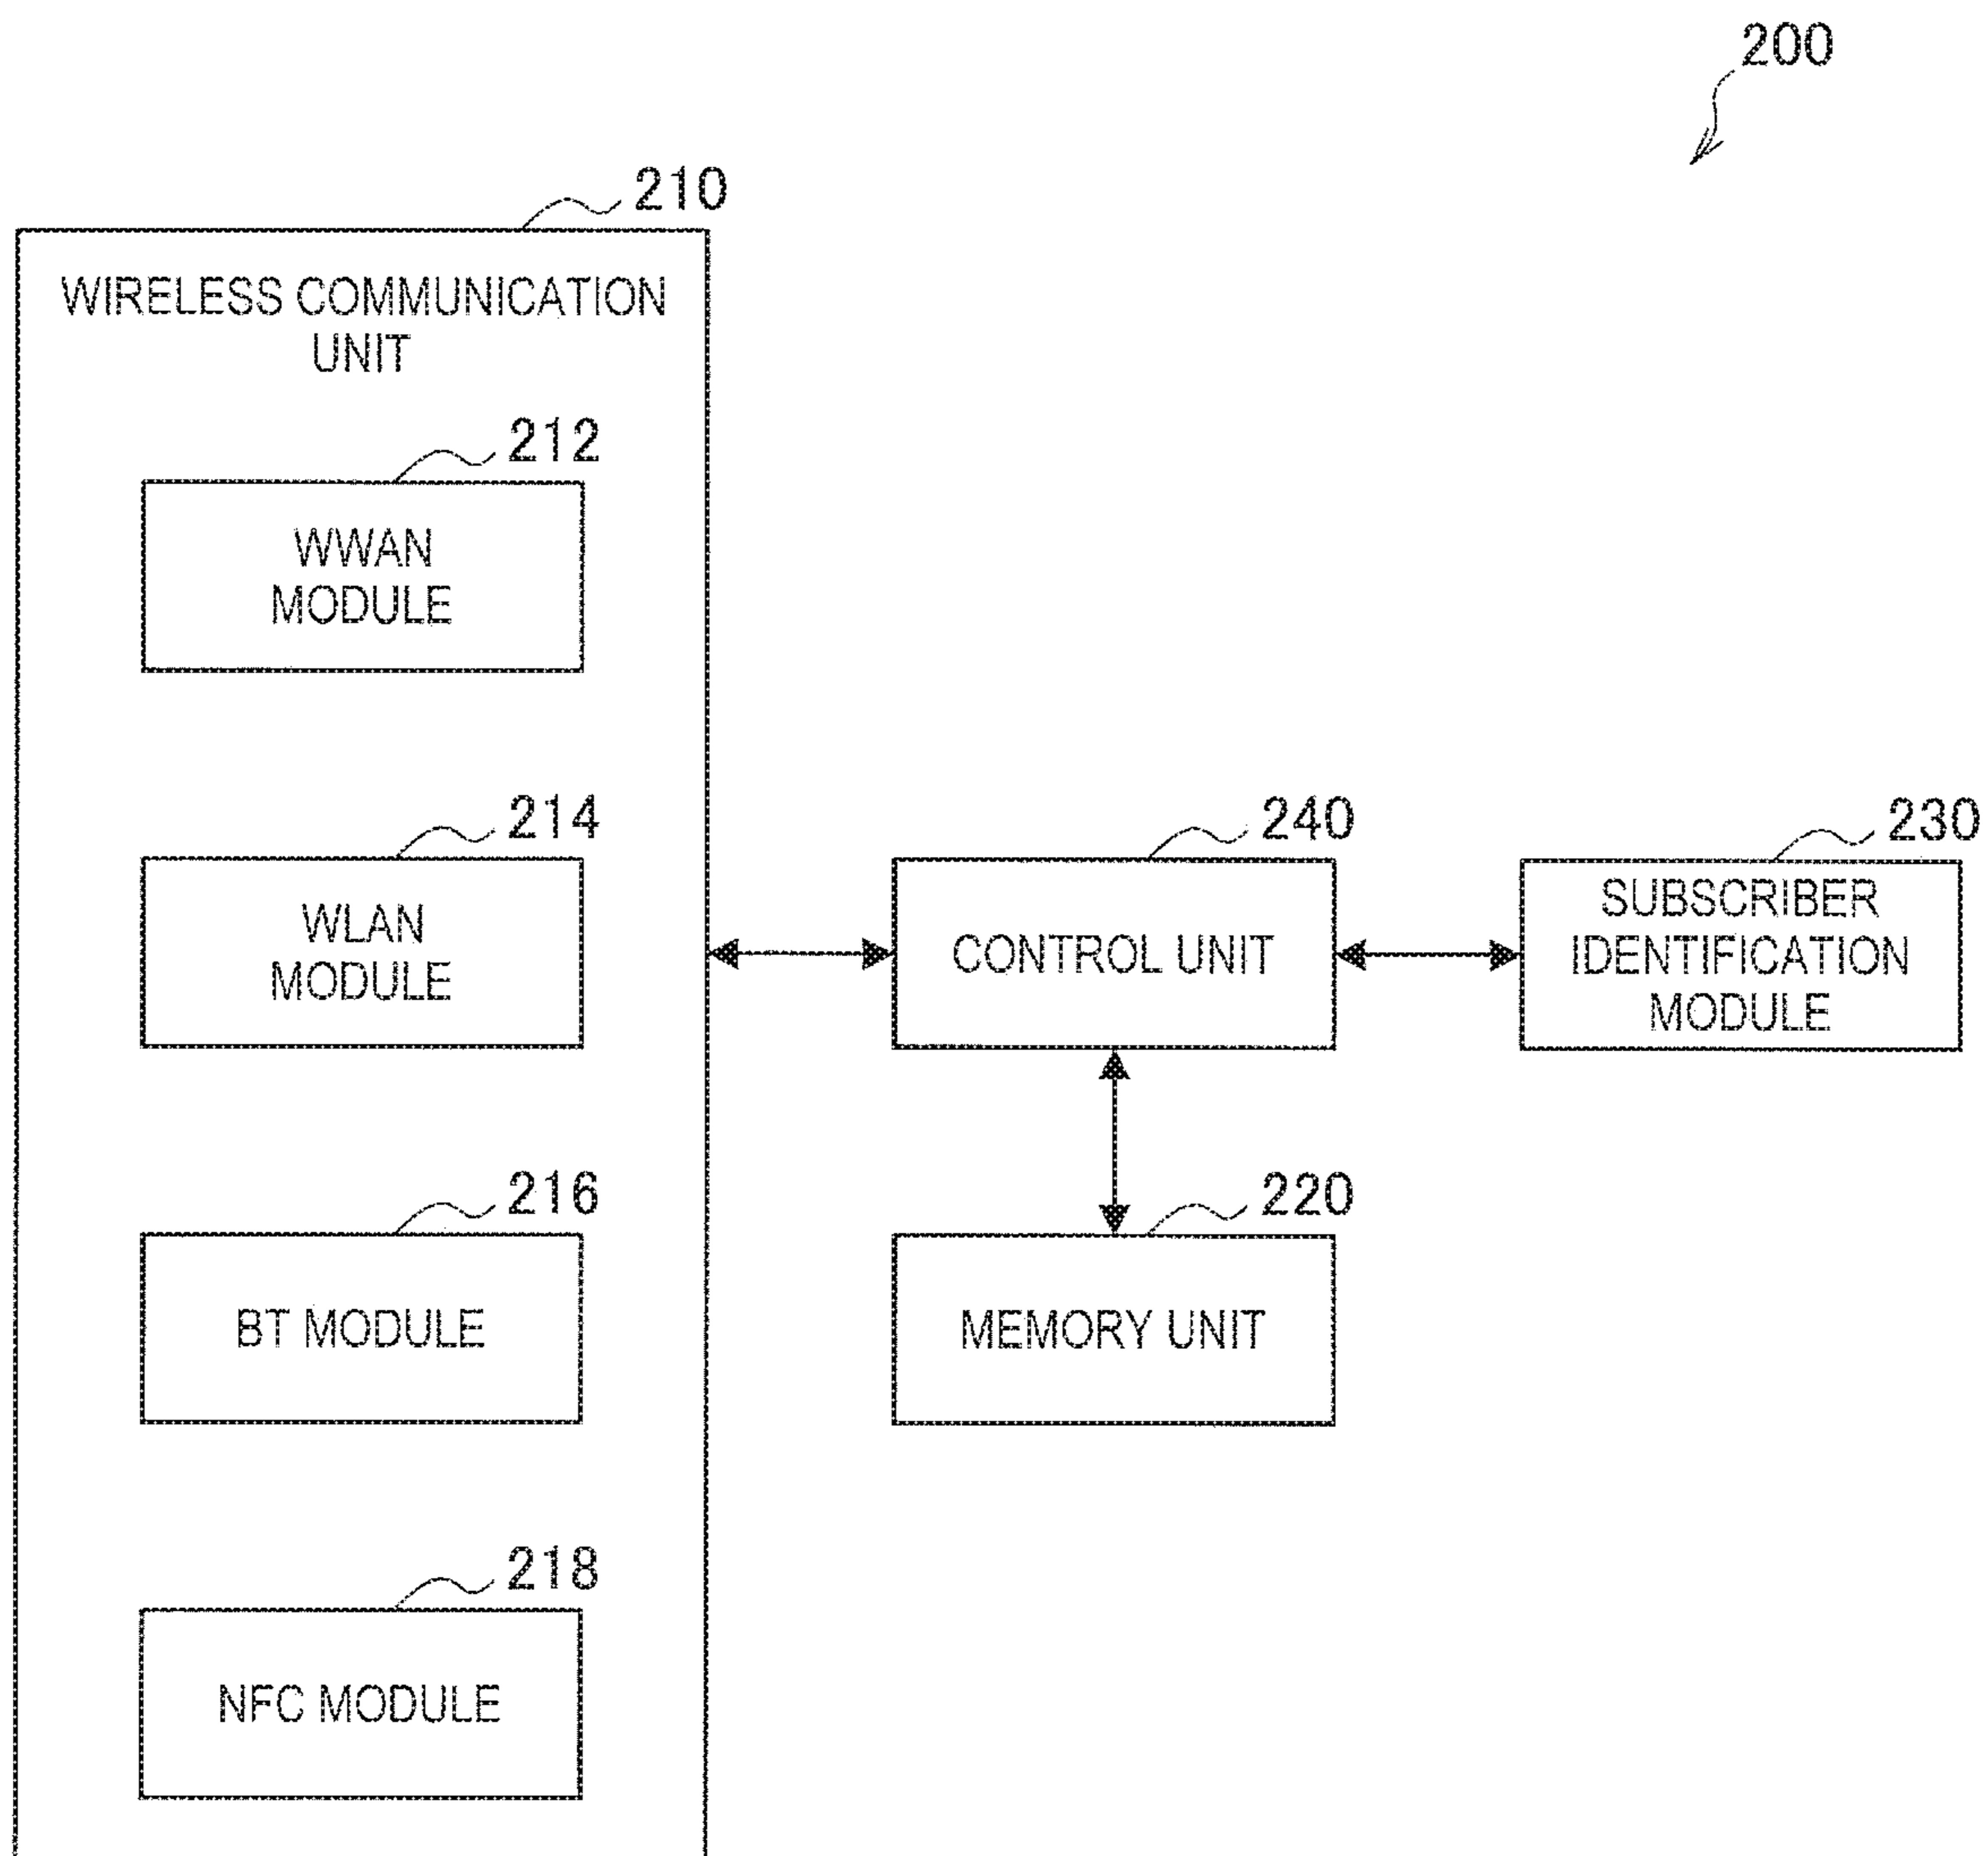 200
210
WIRELESS COMMUNICATION
UNIT
212
WWAN
MODULE
214
WLAN
MODULE
240
CONTROL UNIT
230
SUBSCRIBER
IDENTIFICATION
MODULE
216
BT MODULE
220
MEMORY UNIT
218
NFC MODULE